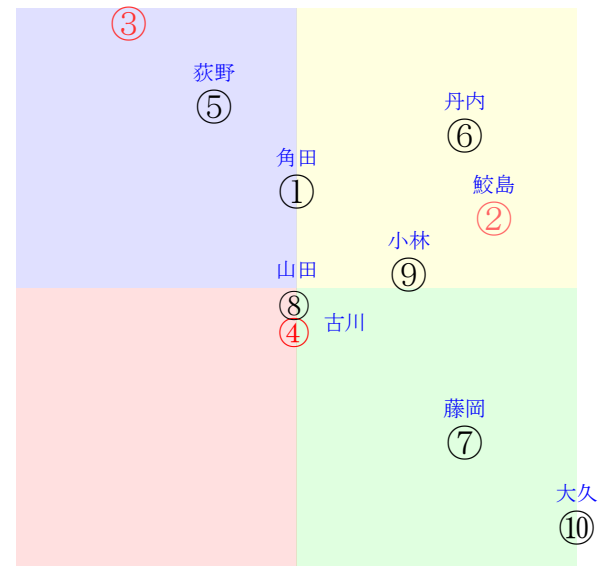 ③
荻野
⑤
丹内
⑥
角田
①
鮫島
②
小林
⑨
山田
⑧
④
古川
藤岡
⑦
大久
⑩